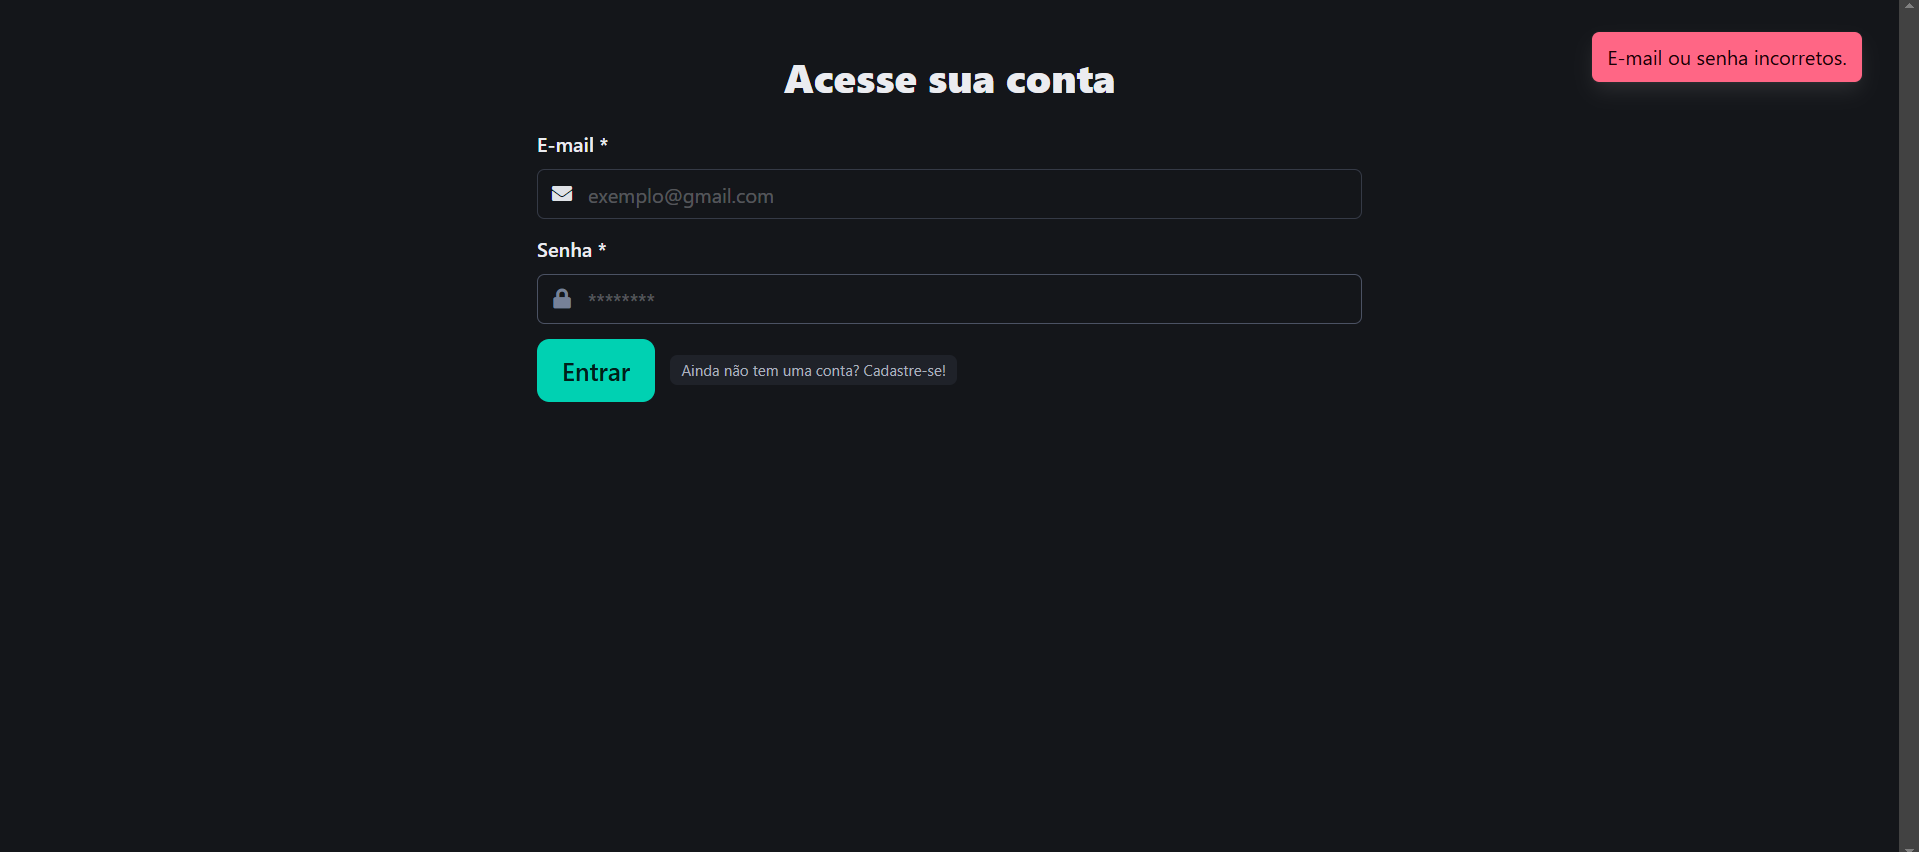 E-mail ou senha incorretos.
Acesse sua conta
E-mail *
exemplo@gmail.com
Senha *
********
Entrar
Ainda não tem uma conta? Cadastre-se!